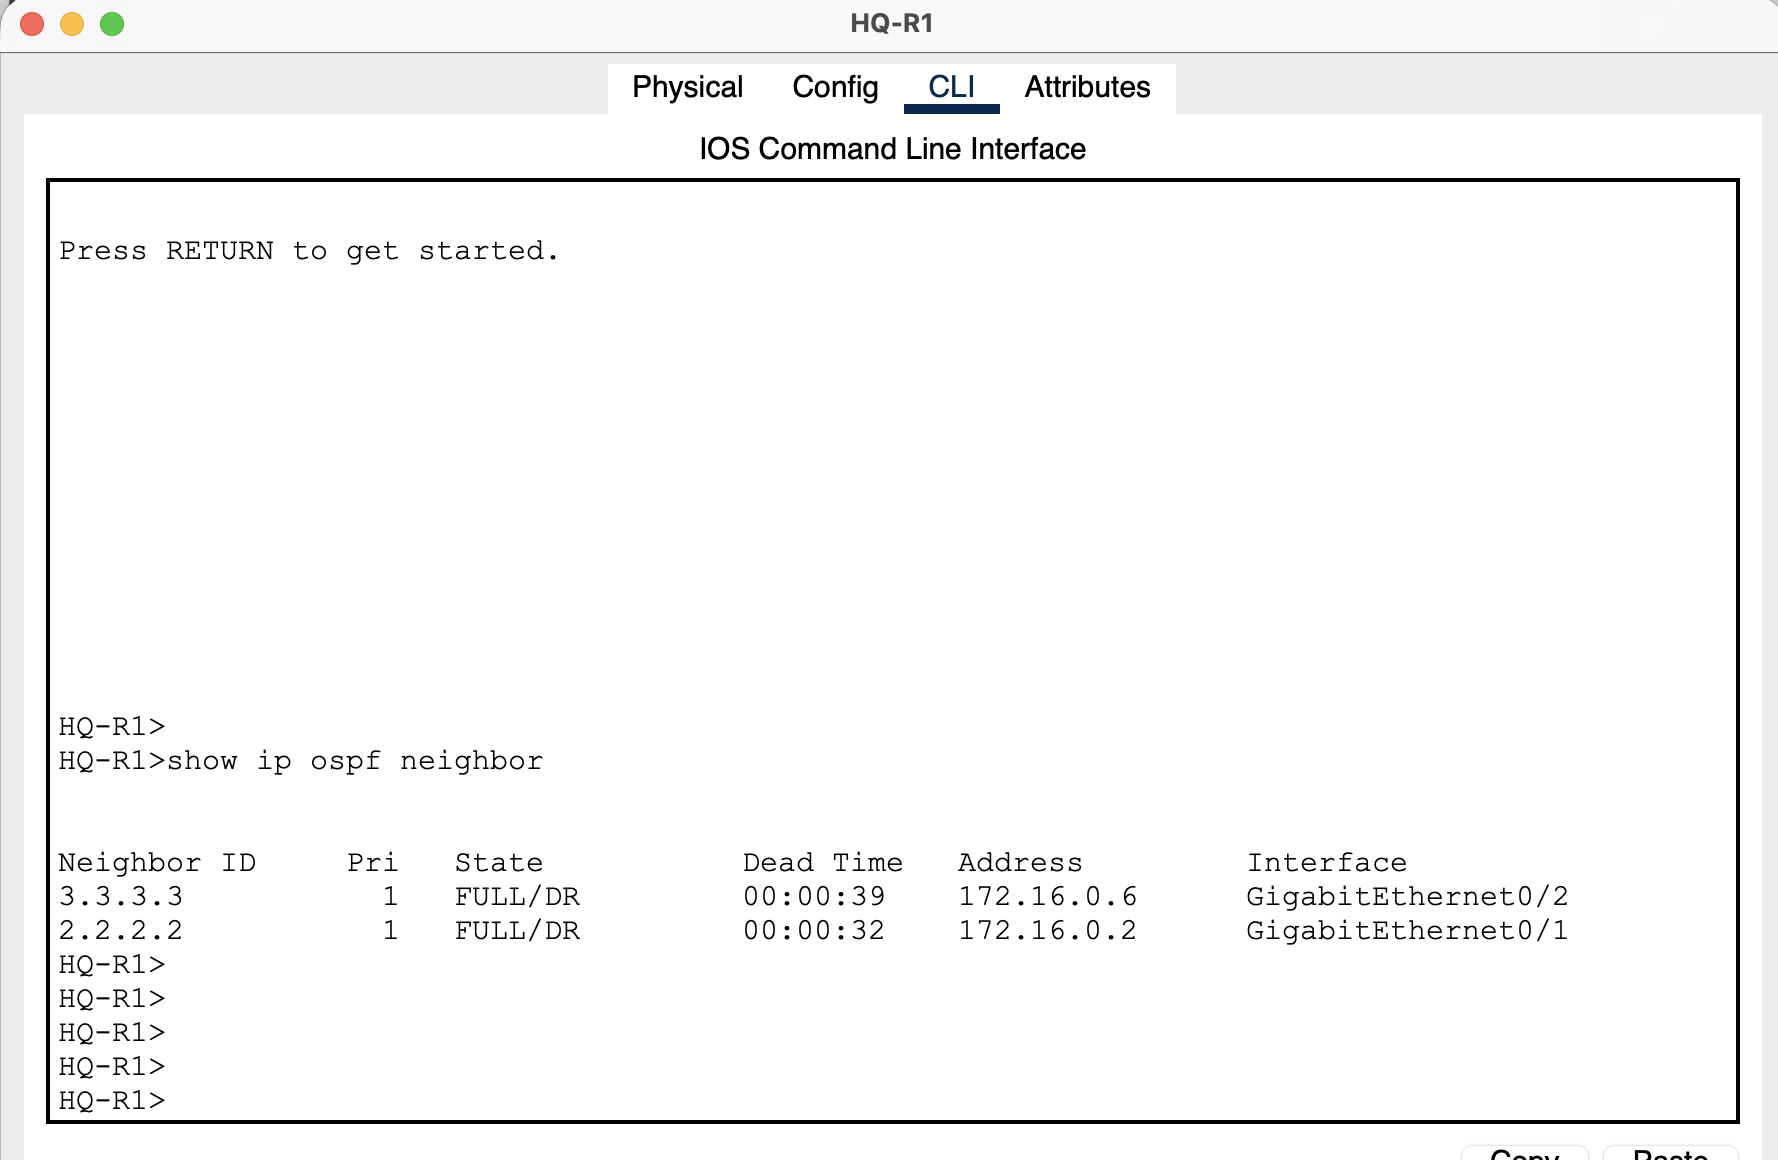 HQ-R1
Physical Config CLI Attributes
IOS Command Line Interface
Press RETURN to get started.
HQ-R1>
HQ-R1>show ip ospf neighbor
Neighbor ID Pri State Dead Time Address Interface
3.3.3.3 1 FULL/DR 00:00:39 172.16.0.6 GigabitEthernet0/2
2.2.2.2 1 FULL/DR 00:00:32 172.16.0.2 GigabitEthernet0/1
HQ-R1>
HQ-R1>
HQ-R1>
HQ-R1>
HQ-R1>
Copy Paste